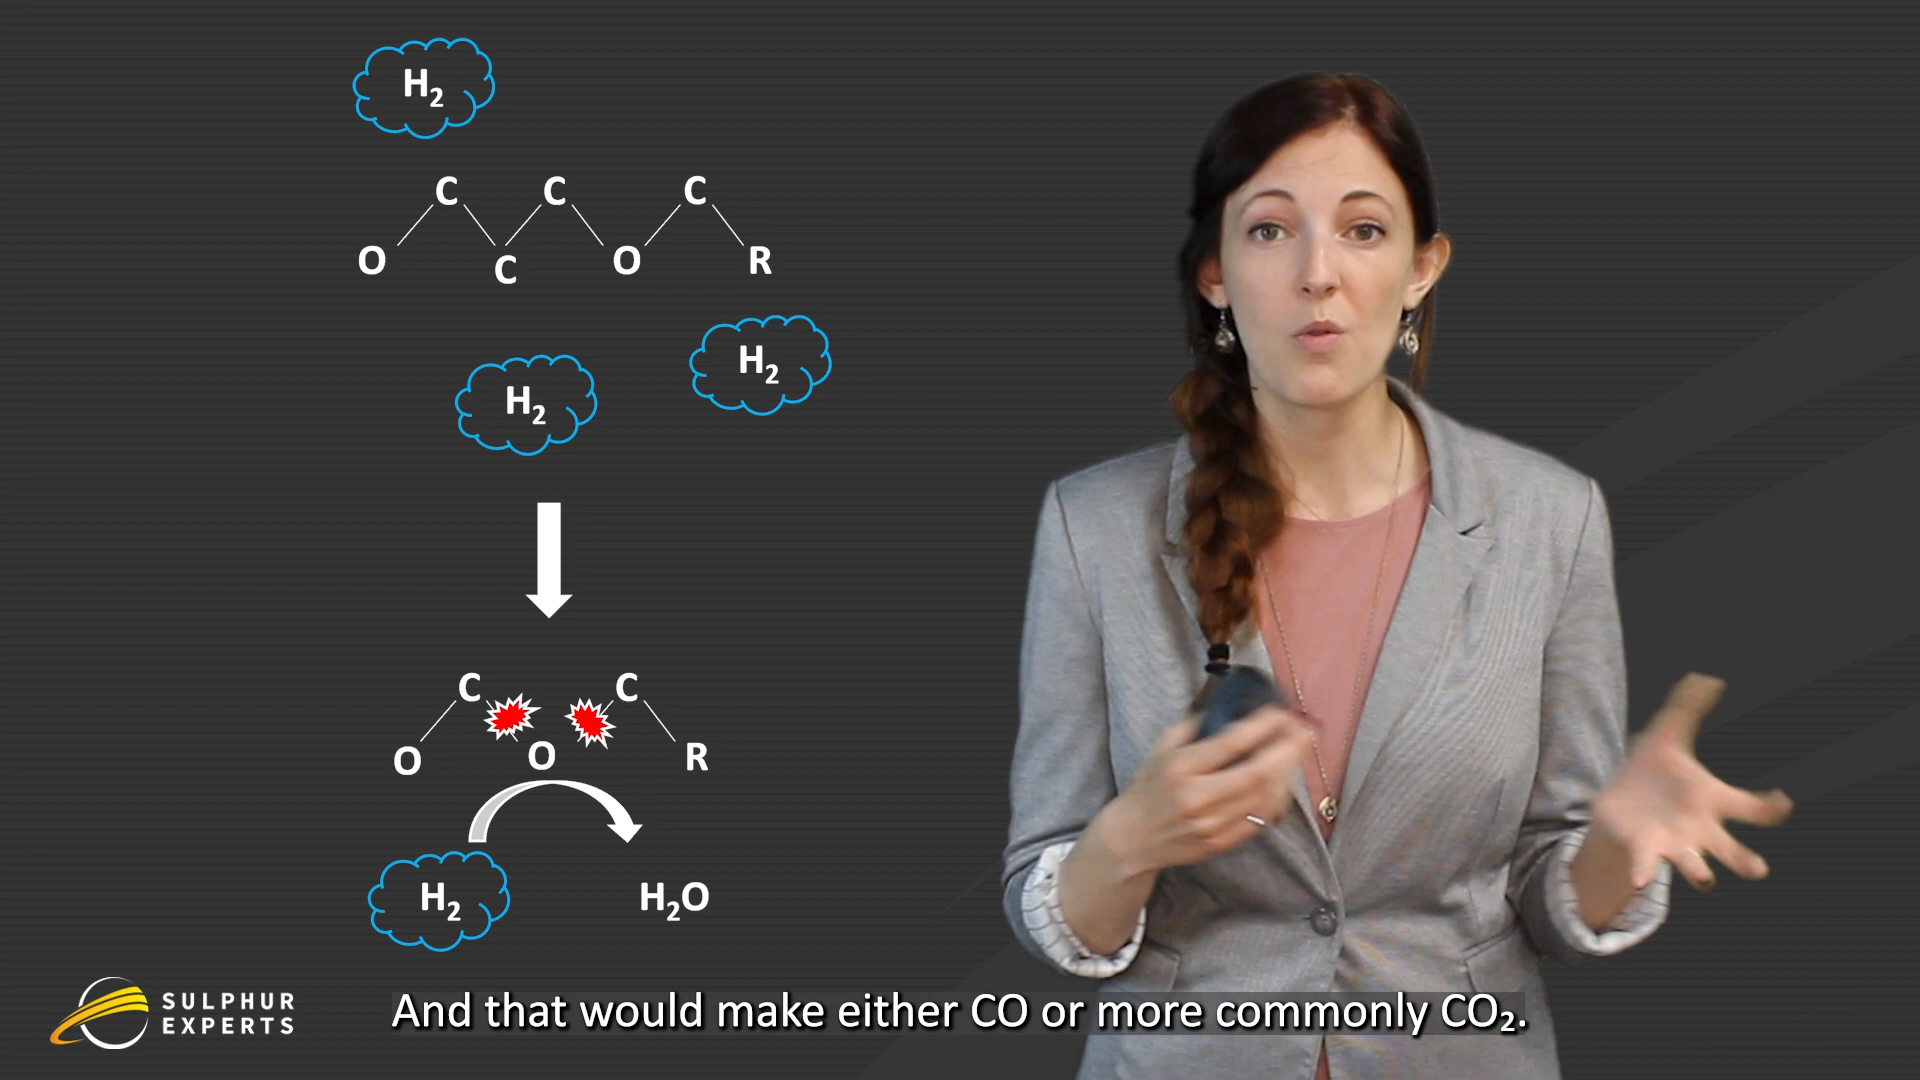 H₂
C C C
O C O R
H₂
H₂
C C
O O R
H₂ H₂O
SULPHUR
EXPERTS
And that would make either CO or more commonly CO₂.